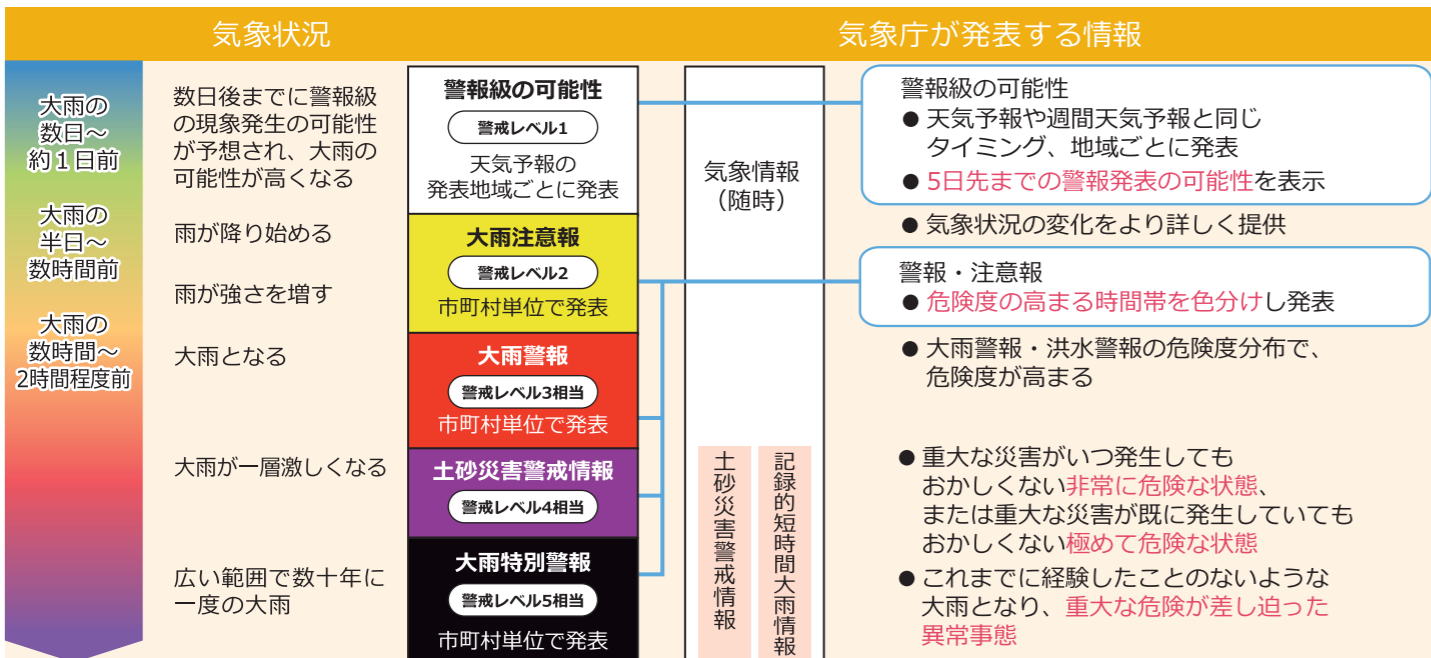 気象状況
気象庁が発表する情報
大雨の
数日～
約1日前
大雨の
半日～
数時間前
大雨の
数時間～
2時間程度前
数日後までに警報級
の現象発生の可能性
が予想され、大雨の
可能性が高くなる
雨が降り始める
雨が強さを増す
大雨となる
大雨が一層激しくなる
広い範囲で数十年に
一度の大雨
警報級の可能性
警戒レベル1
天気予報の
発表地域ごとに発表
大雨注意報
警戒レベル2
市町村単位で発表
大雨警報
警戒レベル3相当
市町村単位で発表
土砂災害警戒情報
警戒レベル4相当
大雨特別警報
警戒レベル5相当
市町村単位で発表
気象情報
（随時）
土砂災害警戒情報
記録的短時間大雨情報
警報級の可能性
● 天気予報や週間天気予報と同じ
タイミング、地域ごとに発表
● 5日先までの警報発表の可能性を表示
● 気象状況の変化をより詳しく提供
警報・注意報
● 危険度の高まる時間帯を色分けし発表
● 大雨警報・洪水警報の危険度分布で、
危険度が高まる
● 重大な災害がいつ発生しても
おかしくない非常に危険な状態、
または重大な災害が既に発生していても
おかしくない極めて危険な状態
● これまでに経験したことのないような
大雨となり、重大な危険が差し迫った
異常事態